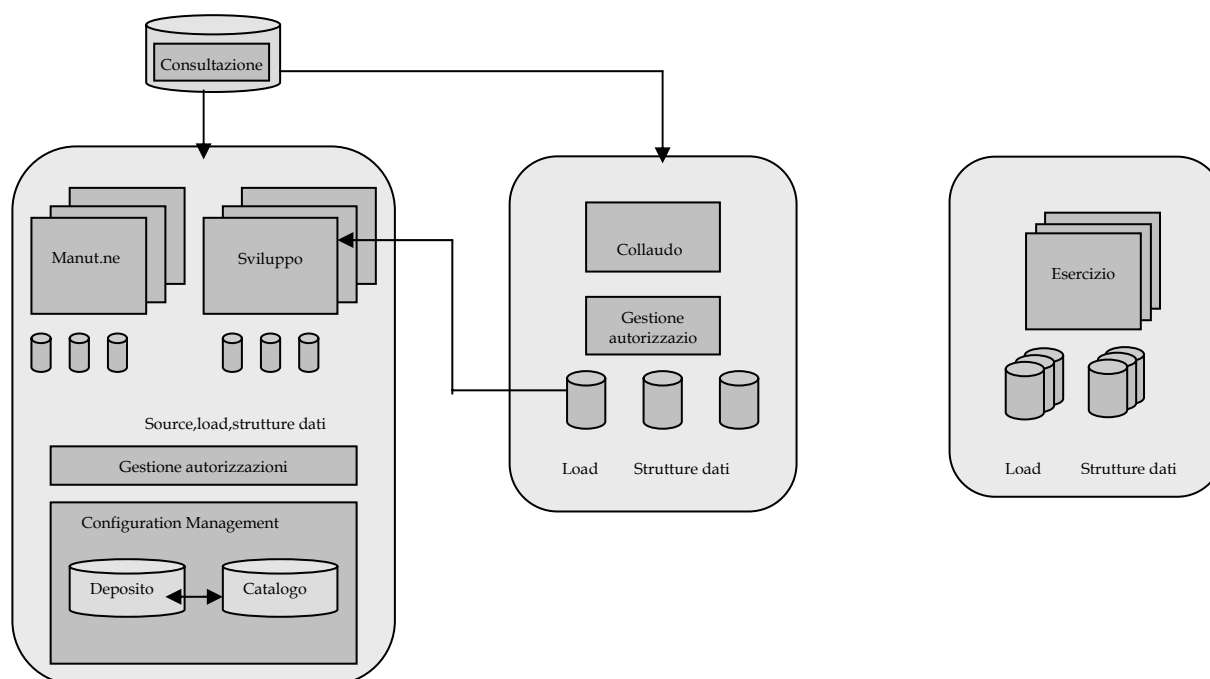 Consultazione
Manut.ne
Sviluppo
Source,load,strutture dati
Gestione autorizzazioni
Configuration Management
Deposito
Catalogo
Collaudo
Gestione
autorizzazio
Load
Strutture dati
Esercizio
Load
Strutture dati